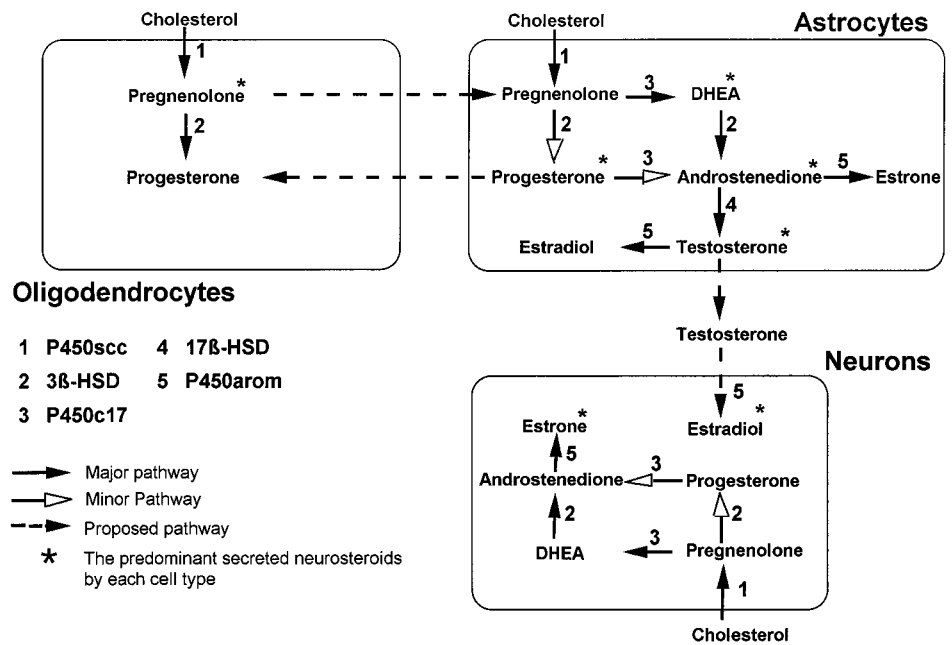 Cholesterol
1
Pregnenolone*
2
Progesterone
Oligodendrocytes
Cholesterol
Astrocytes
1
Pregnenolone 3 DHEA *
2 2
Progesterone * 3 Androstenedione * 5 Estrone
4
Estradiol 5 Testosterone *
Testosterone
Neurons
5
Estrone * Estradiol *
5
Androstenedione 3 Progesterone
2 2
DHEA 3 Pregnenolone
1
Cholesterol
1 P450scc 4 17ß-HSD
2 3ß-HSD 5 P450arom
3 P450c17
Major pathway
Minor Pathway
Proposed pathway
* The predominant secreted neurosteroids
by each cell type